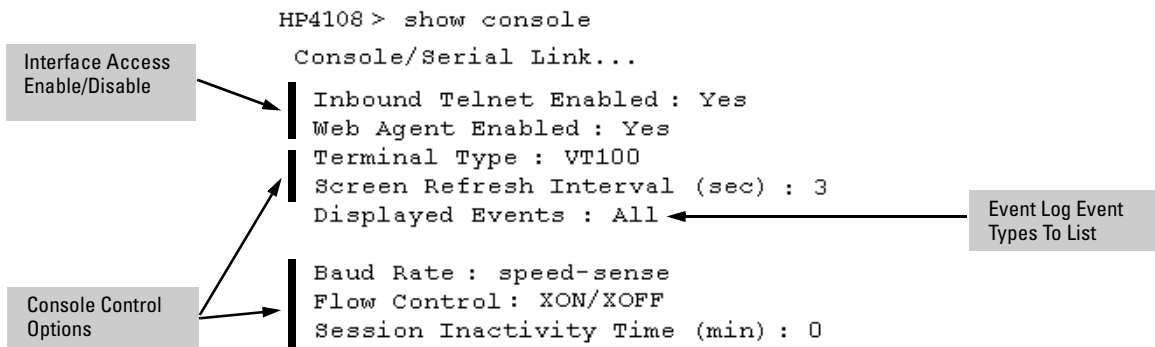 HP4108 > show console
Console/Serial Link...
Interface Access
Enable/Disable
Inbound Telnet Enabled : Yes
Web Agent Enabled : Yes
Terminal Type : VT100
Screen Refresh Interval (sec) : 3
Displayed Events : All
Event Log Event
Types To List
Baud Rate : speed-sense
Flow Control : XON/XOFF
Session Inactivity Time (min) : 0
Console Control
Options